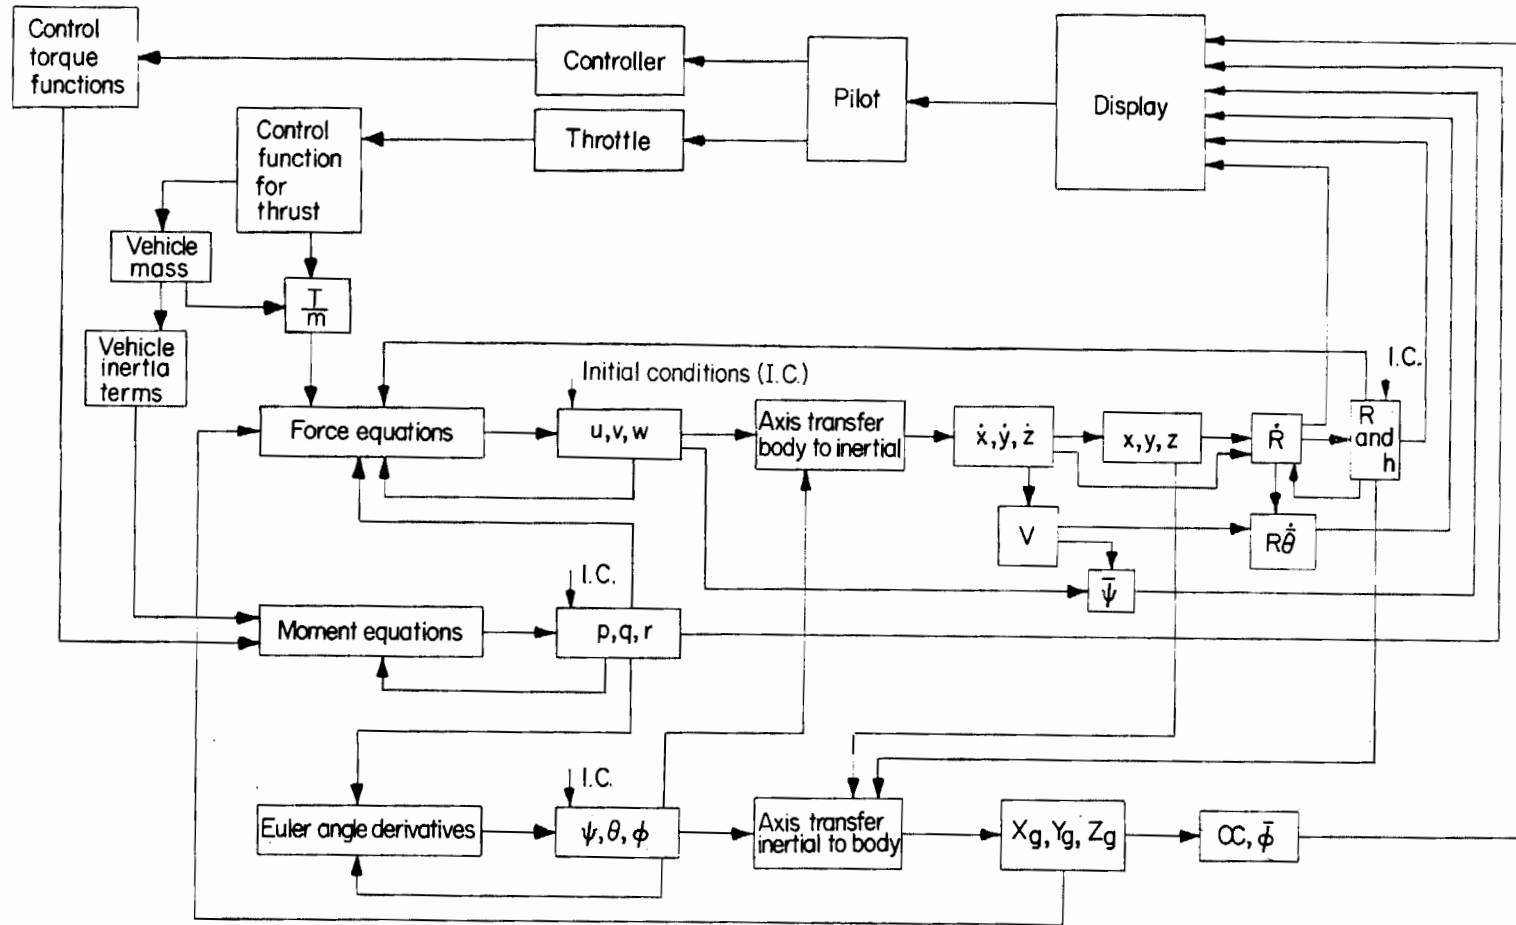 Control
torque
functions
Controller
Pilot
Display
Control
function
for
thrust
Throttle
Vehicle
mass
T
m
Vehicle
inertia
terms
Initial conditions (I.C.)
I.C.
Force equations
u, v, w
Axis transfer
body to inertial
ẋ, ẏ, ż
x, y, z
Ṙ
R
and
h
V
Rθ̄̇
ψ̄
I.C.
Moment equations
p, q, r
I.C.
Euler angle derivatives
ψ, θ, ϕ
Axis transfer
inertial to body
Xg, Yg, Zg
∝, ϕ̄